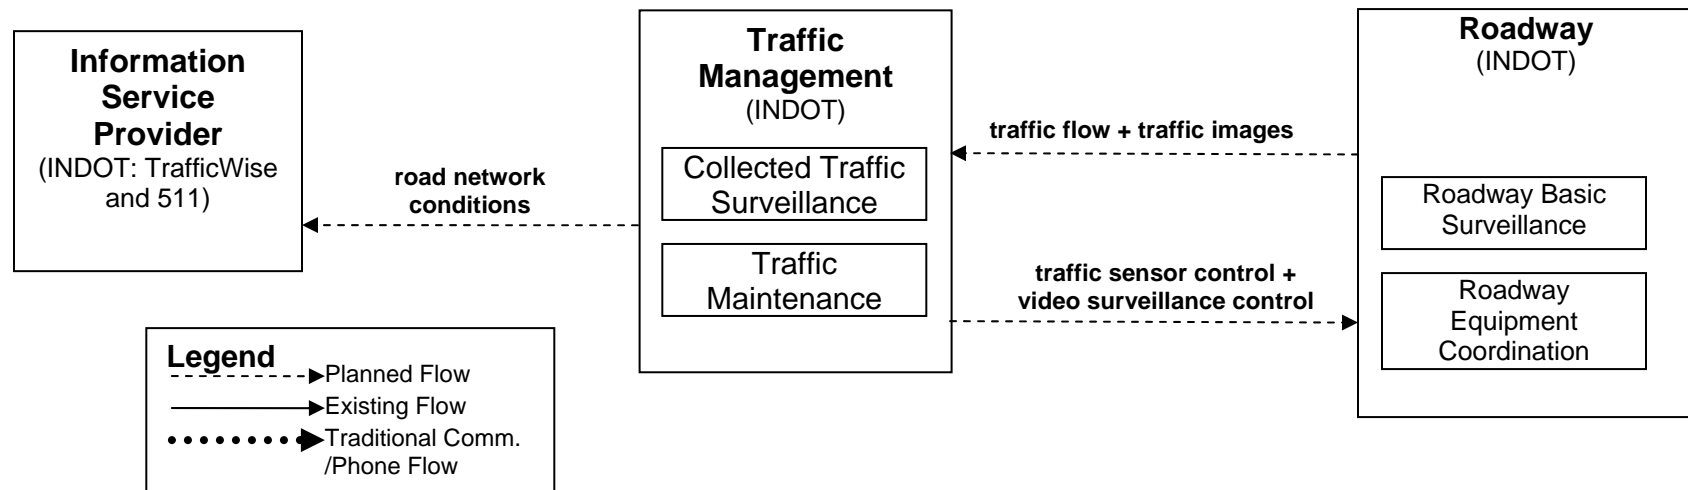 Information
Service
Provider
(INDOT: TrafficWise
and 511)
road network
conditions
Traffic
Management
(INDOT)
Collected Traffic
Surveillance
Traffic
Maintenance
traffic flow + traffic images
traffic sensor control +
video surveillance control
Roadway
(INDOT)
Roadway Basic
Surveillance
Roadway
Equipment
Coordination
Legend
Planned Flow
Existing Flow
Traditional Comm.
/Phone Flow